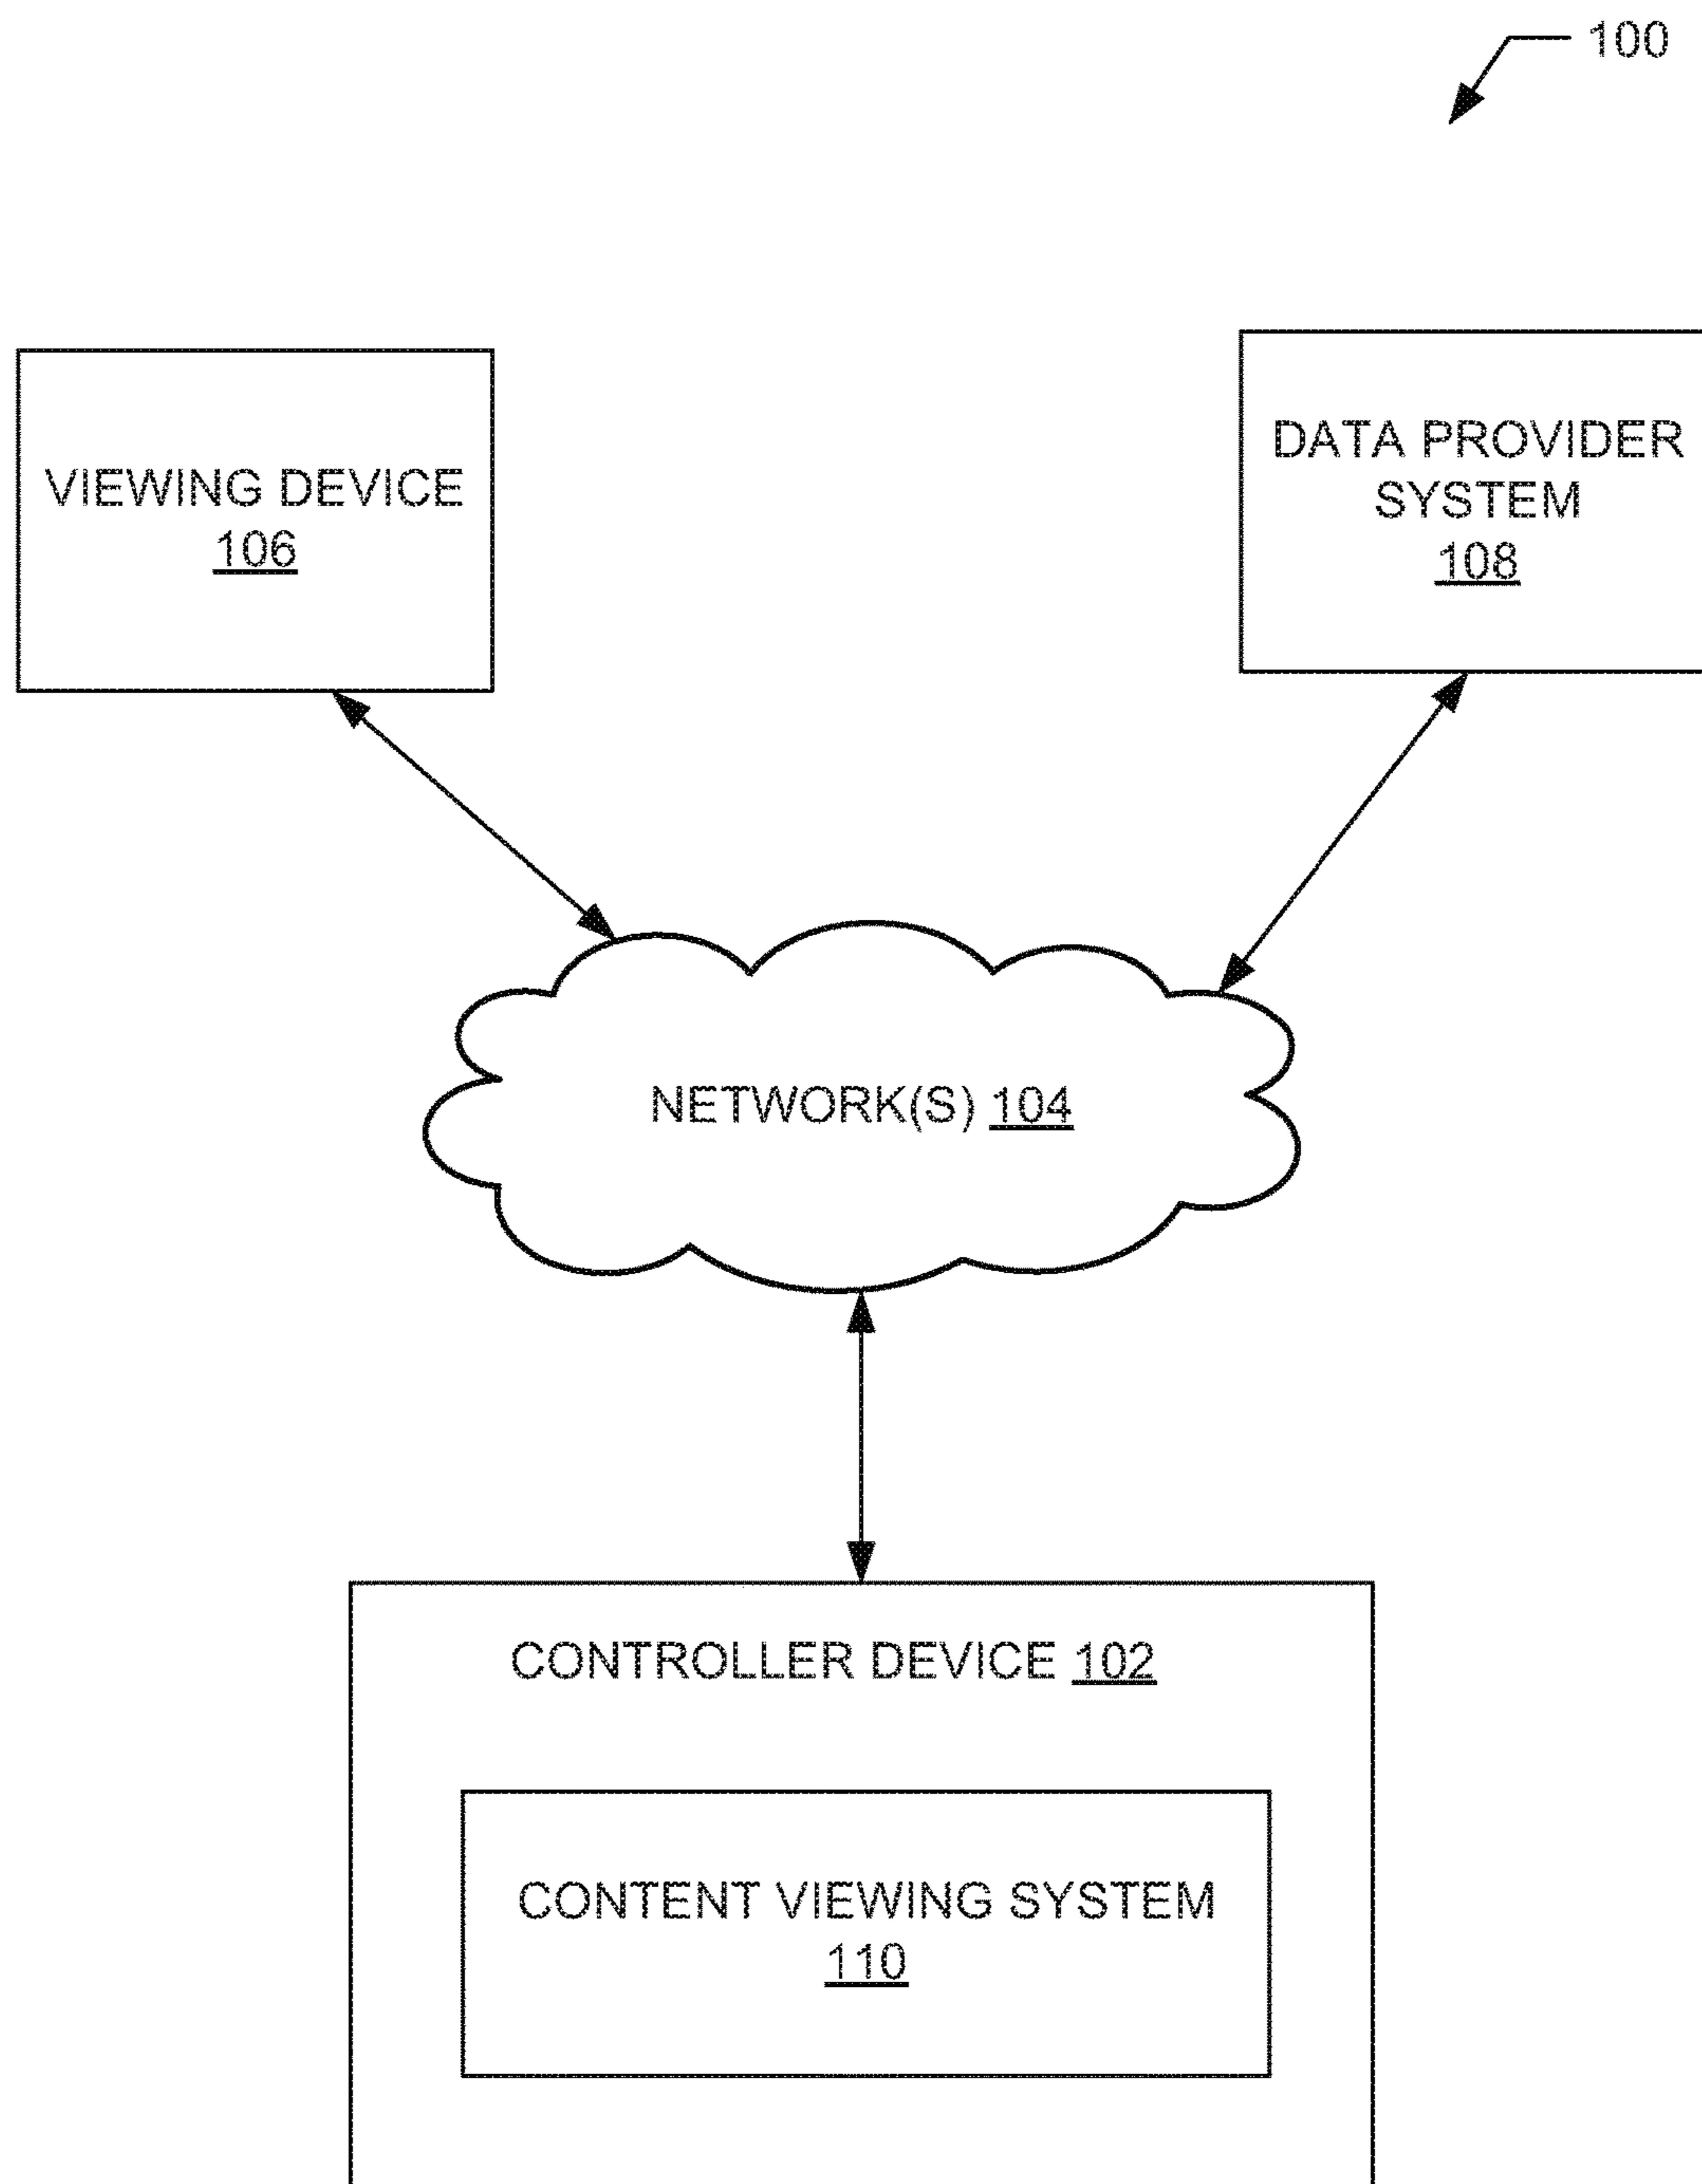 100
VIEWING DEVICE
106
DATA PROVIDER
SYSTEM
108
NETWORK(S) 104
CONTROLLER DEVICE 102
CONTENT VIEWING SYSTEM
110